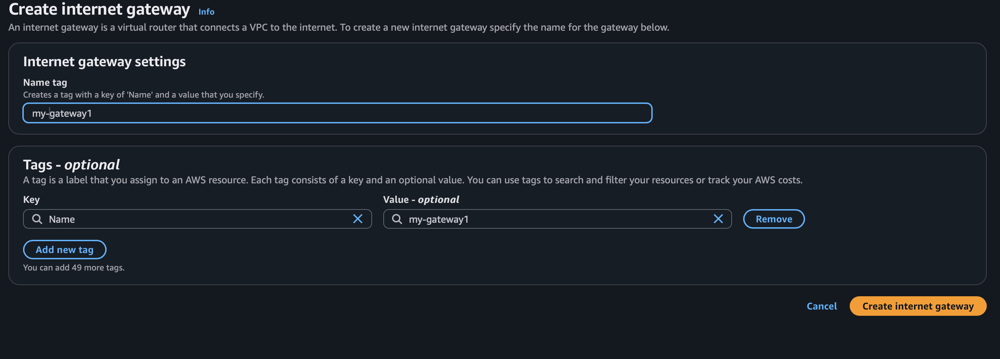 Create internet gateway Info
An internet gateway is a virtual router that connects a VPC to the internet. To create a new internet gateway specify the name for the gateway below.
Internet gateway settings
Name tag
Creates a tag with a key of 'Name' and a value that you specify.
my-gateway1
Tags - optional
A tag is a label that you assign to an AWS resource. Each tag consists of a key and an optional value. You can use tags to search and filter your resources or track your AWS costs.
Key Value - optional
Name my-gateway1 Remove
Add new tag
You can add 49 more tags.
Cancel Create internet gateway